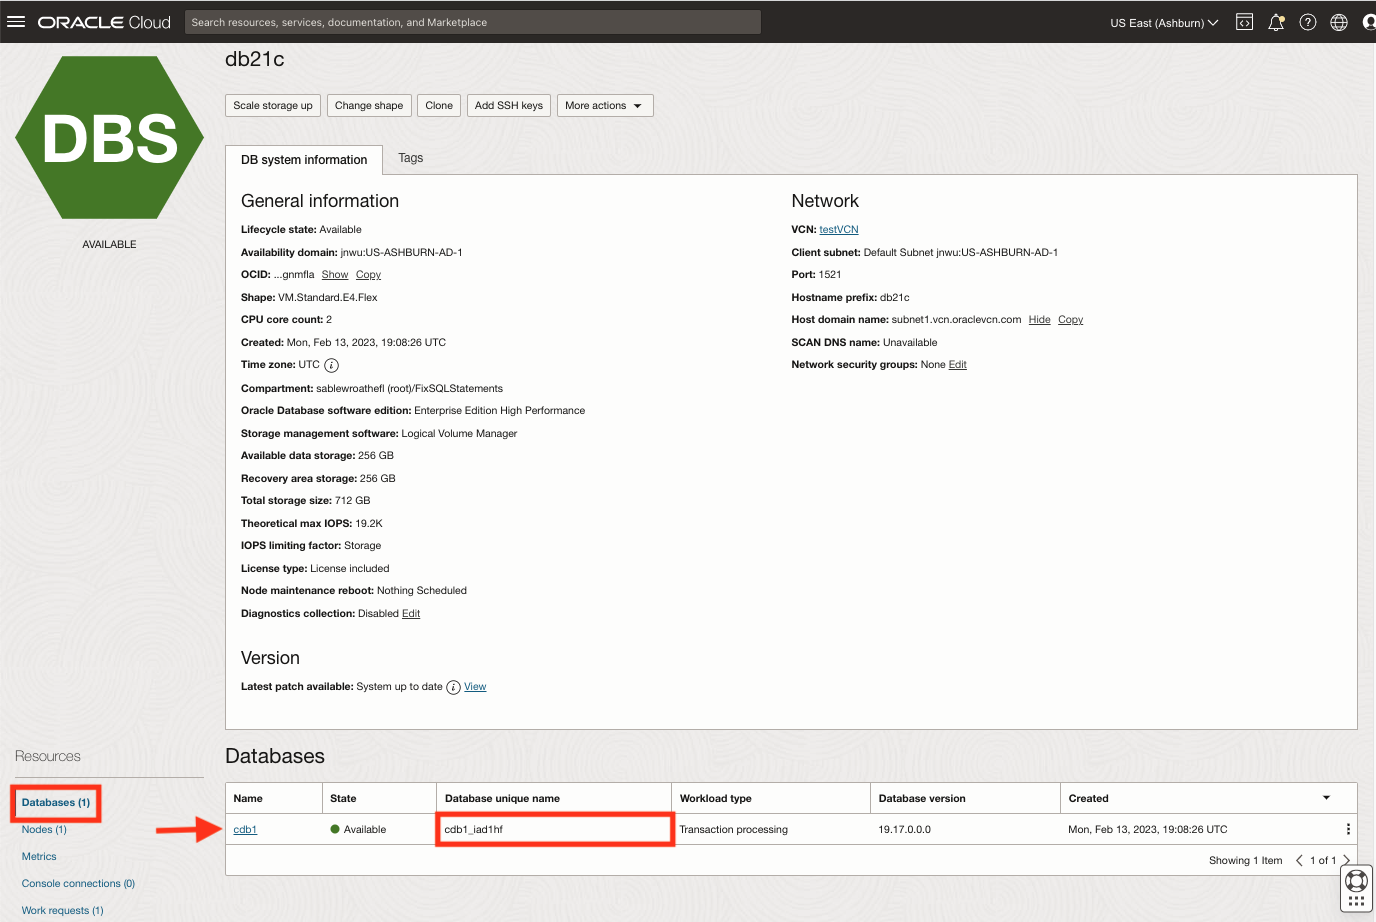 ORACLE Cloud
Search resources, services, documentation, and Marketplace
US East (Ashburn)
DBS
AVAILABLE
db21c
Scale storage up
Change shape
Clone
Add SSH keys
More actions
DB system information
Tags
General information
Lifecycle state: Available
Availability domain: jnwu:US-ASHBURN-AD-1
OCID: ...gnmfla Show Copy
Shape: VM.Standard.E4.Flex
CPU core count: 2
Created: Mon, Feb 13, 2023, 19:08:26 UTC
Time zone: UTC i
Compartment: sablewroathefl (root)/FixSQLStatements
Oracle Database software edition: Enterprise Edition High Performance
Storage management software: Logical Volume Manager
Available data storage: 256 GB
Recovery area storage: 256 GB
Total storage size: 712 GB
Theoretical max IOPS: 19.2K
IOPS limiting factor: Storage
License type: License included
Node maintenance reboot: Nothing Scheduled
Diagnostics collection: Disabled Edit
Version
Latest patch available: System up to date i View
Network
VCN: testVCN
Client subnet: Default Subnet jnwu:US-ASHBURN-AD-1
Port: 1521
Hostname prefix: db21c
Host domain name: subnet1.vcn.oraclevcn.com Hide Copy
SCAN DNS name: Unavailable
Network security groups: None Edit
Resources
Databases (1)
Nodes (1)
Metrics
Console connections (0)
Work requests (1)
Databases
Name State Database unique name Workload type Database version Created
cdb1 Available cdb1_iad1hf Transaction processing 19.17.0.0.0 Mon, Feb 13, 2023, 19:08:26 UTC
Showing 1 Item 1 of 1